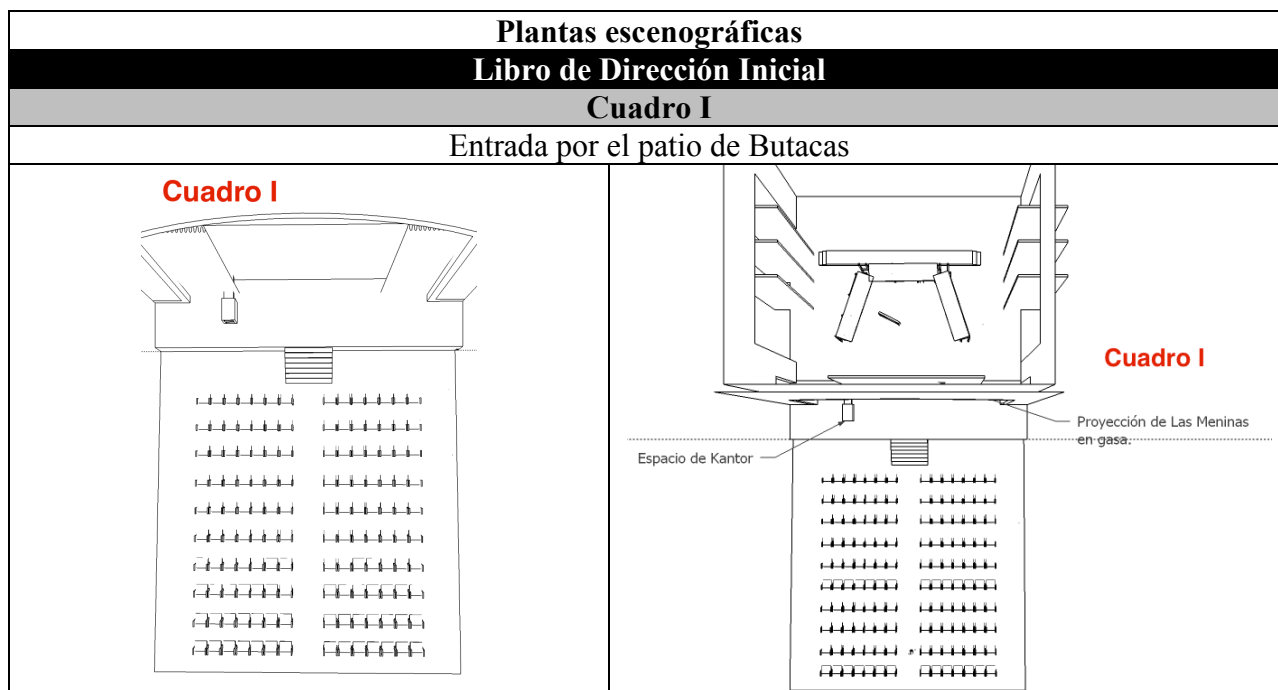 Plantas escenográficas
Libro de Dirección Inicial
Cuadro I
Entrada por el patio de Butacas
Cuadro I
Cuadro I
Proyección de Las Meninas
en gasa.
Espacio de Kantor